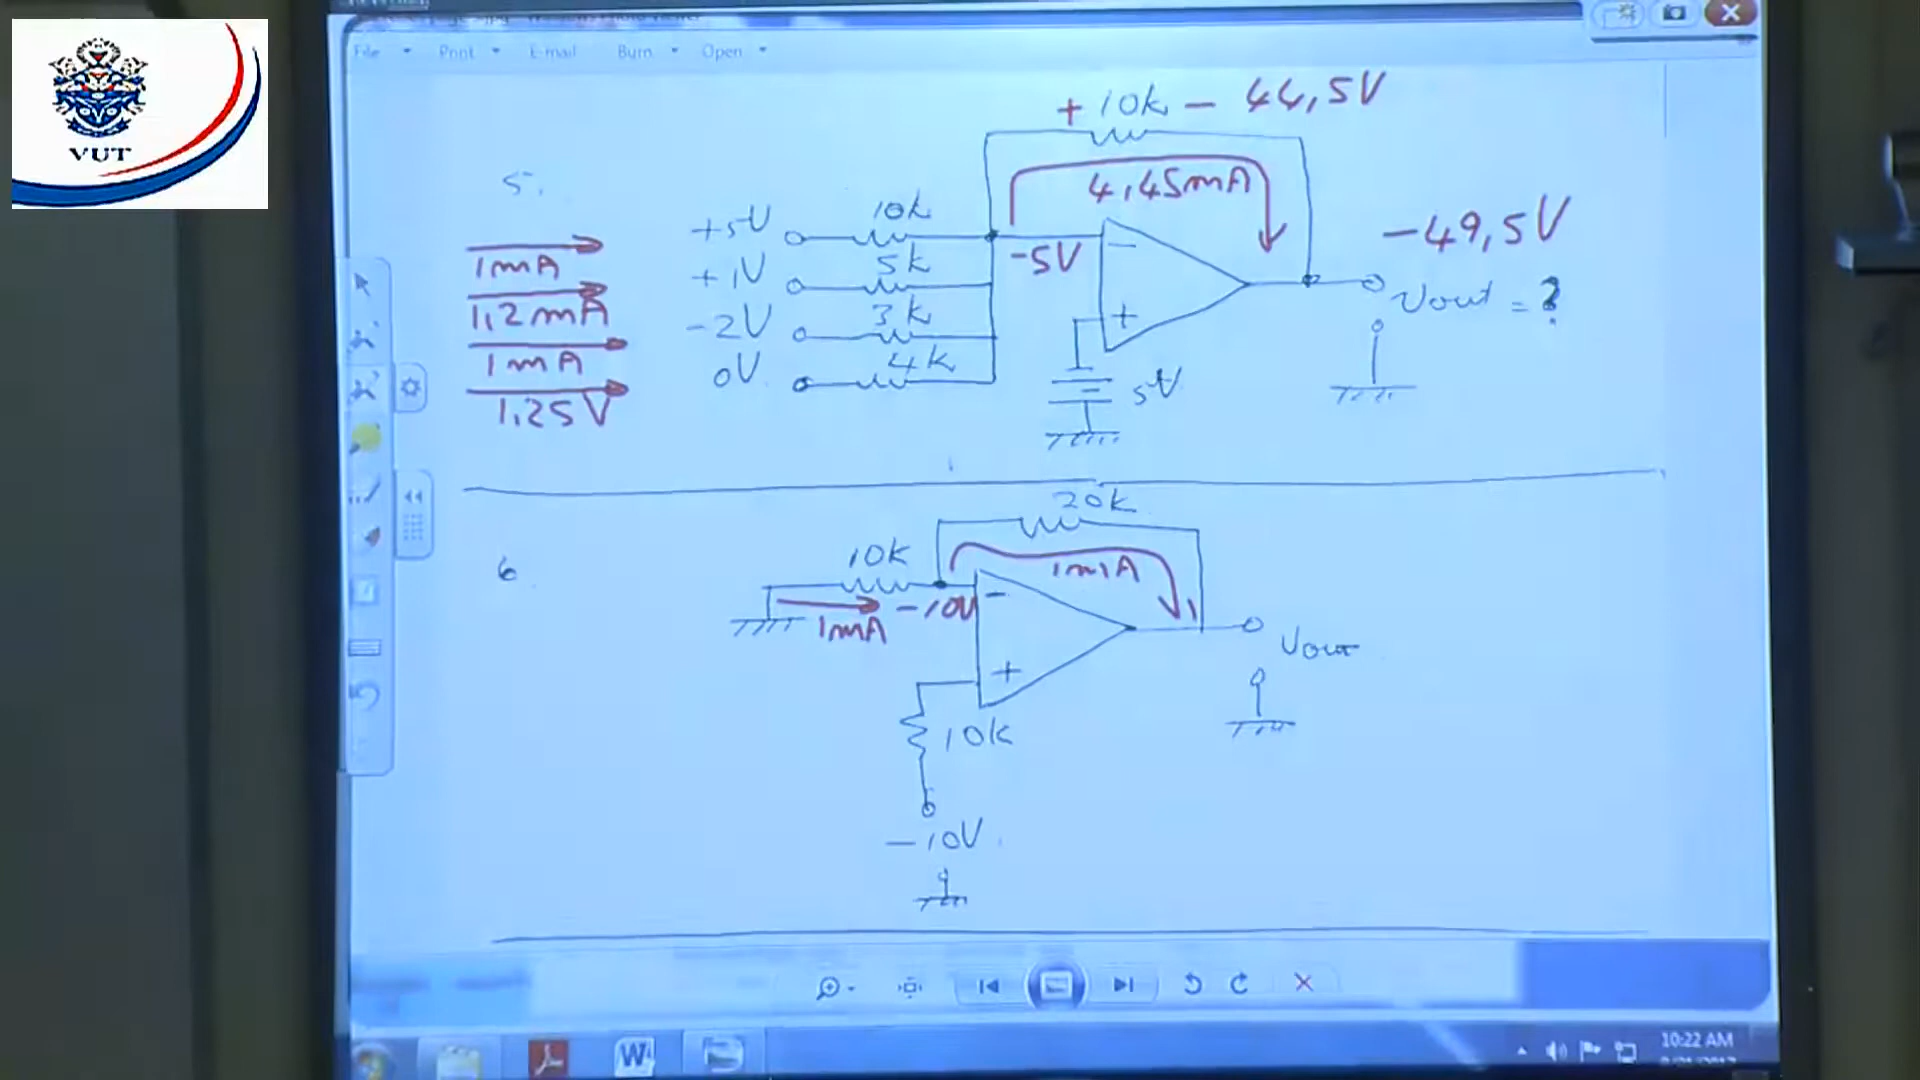 VUT
File Print E-mail Burn Open
+ 10k - 44,5V
5.
4,45mA
+5V 10k
-49,5V
1mA
+1V 5k
-5V
Vout = ?
1,2mA
-2V 3k
+
1mA
0V 4k
5V
1,25V
20k
6
10k
1mA
-10V
1mA
Vout
+
10k
-10V
W
10:22 AM